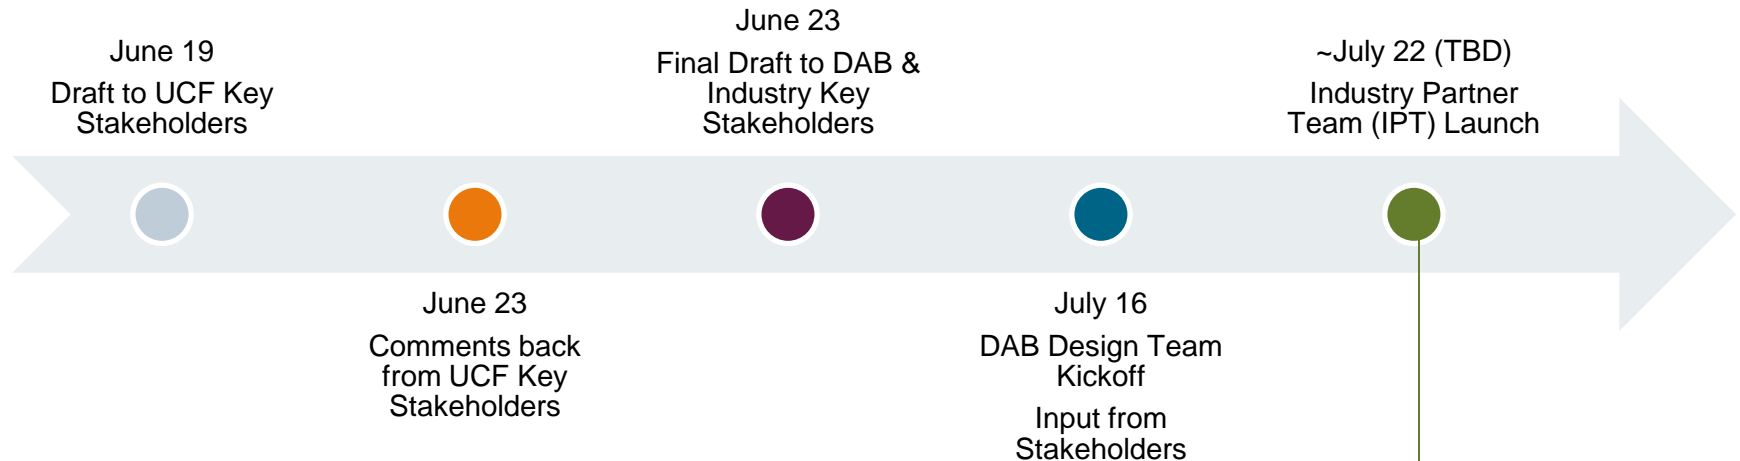 June 19
Draft to UCF Key
Stakeholders
June 23
Comments back
from UCF Key
Stakeholders
June 23
Final Draft to DAB &
Industry Key
Stakeholders
July 16
DAB Design Team
Kickoff
Input from
Stakeholders
~July 22 (TBD)
Industry Partner
Team (IPT) Launch